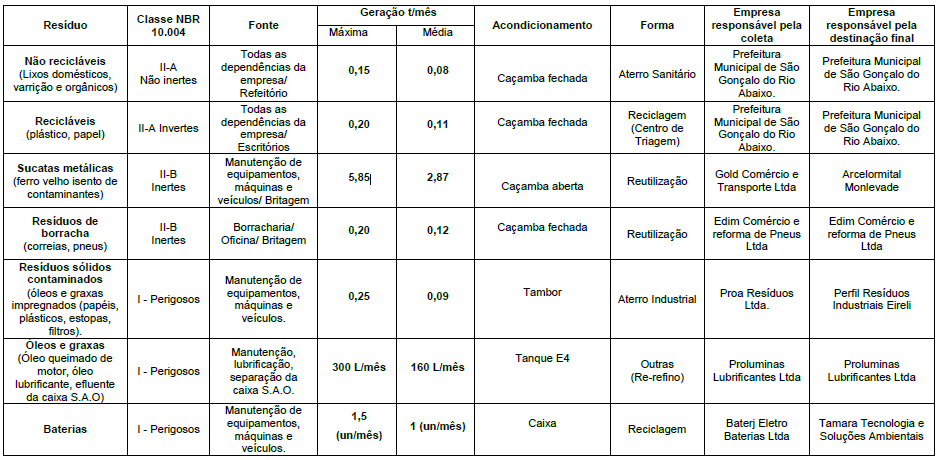 Resíduo
Classe NBR
10.004
Fonte
Geração t/mês
Máxima
Média
Acondicionamento
Forma
Empresa
responsável pela
coleta
Empresa
responsável pela
destinação final
Não recicláveis
(Lixos domésticos,
varrição e orgânicos)
II-A
Não inertes
Todas as
dependências da
empresa/
Refeitório
0,15
0,08
Caçamba fechada
Aterro Sanitário
Prefeitura
Municipal de São
Gonçalo do Rio
Abaixo.
Prefeitura Municipal
de São Gonçalo do
Rio Abaixo.
Recicláveis
(plástico, papel)
II-A Invertes
Todas as
dependências da
empresa/
Escritórios
0,20
0,11
Caçamba fechada
Reciclagem
(Centro de
Triagem)
Prefeitura
Municipal de São
Gonçalo do Rio
Abaixo.
Prefeitura Municipal
de São Gonçalo do
Rio Abaixo.
Sucatas metálicas
(ferro velho isento de
contaminantes)
II-B
Inertes
Manutenção de
equipamentos,
máquinas e
veículos/ Britagem
5,85
2,87
Caçamba aberta
Reutilização
Gold Comércio e
Transporte Ltda
Arcelormital
Monlevade
Resíduos de
borracha
(correias, pneus)
II-B
Inertes
Borracharia/
Oficina/ Britagem
0,20
0,12
Caçamba fechada
Reutilização
Edim Comércio e
reforma de Pneus
Ltda
Edim Comércio e
reforma de Pneus
Ltda
Resíduos sólidos
contaminados
(óleos e graxas
impregnados (papéis,
plásticos, estopas,
filtros).
I - Perigosos
Manutenção de
equipamentos,
máquinas e
veículos.
0,25
0,09
Tambor
Aterro Industrial
Proa Resíduos
Ltda.
Perfil Resíduos
Industriais Eireli
Óleos e graxas
(Óleo queimado de
motor, óleo
lubrificante, efluente
da caixa S.A.O)
I - Perigosos
Manutenção,
lubrificação,
separação da
caixa S.A.O.
300 L/mês
160 L/mês
Tanque E4
Outras
(Re-refino)
Proluminas
Lubrificantes Ltda
Proluminas
Lubrificantes Ltda
Baterias
I - Perigosos
Manutenção de
equipamentos,
máquinas e
veículos.
1,5
(un/mês)
1 (un/mês)
Caixa
Reciclagem
Baterj Eletro
Baterias Ltda
Tamara Tecnologia e
Soluções Ambientais